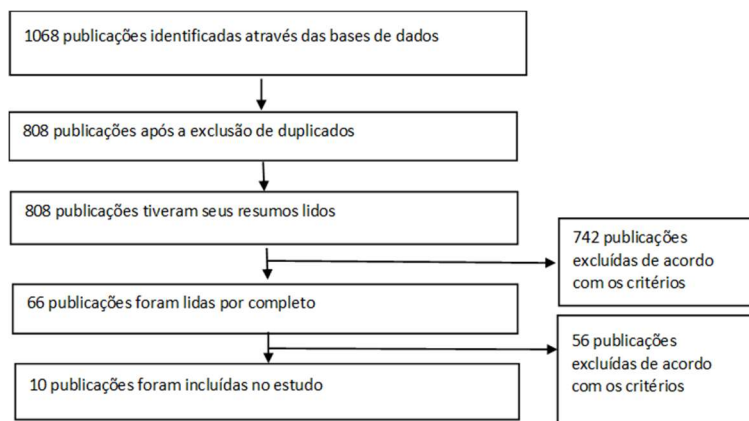 1068 publicações identificadas através das bases de dados
808 publicações após a exclusão de duplicados
808 publicações tiveram seus resumos lidos
742 publicações
excluídas de acordo
com os critérios
66 publicações foram lidas por completo
56 publicações
excluídas de acordo
com os critérios
10 publicações foram incluídas no estudo